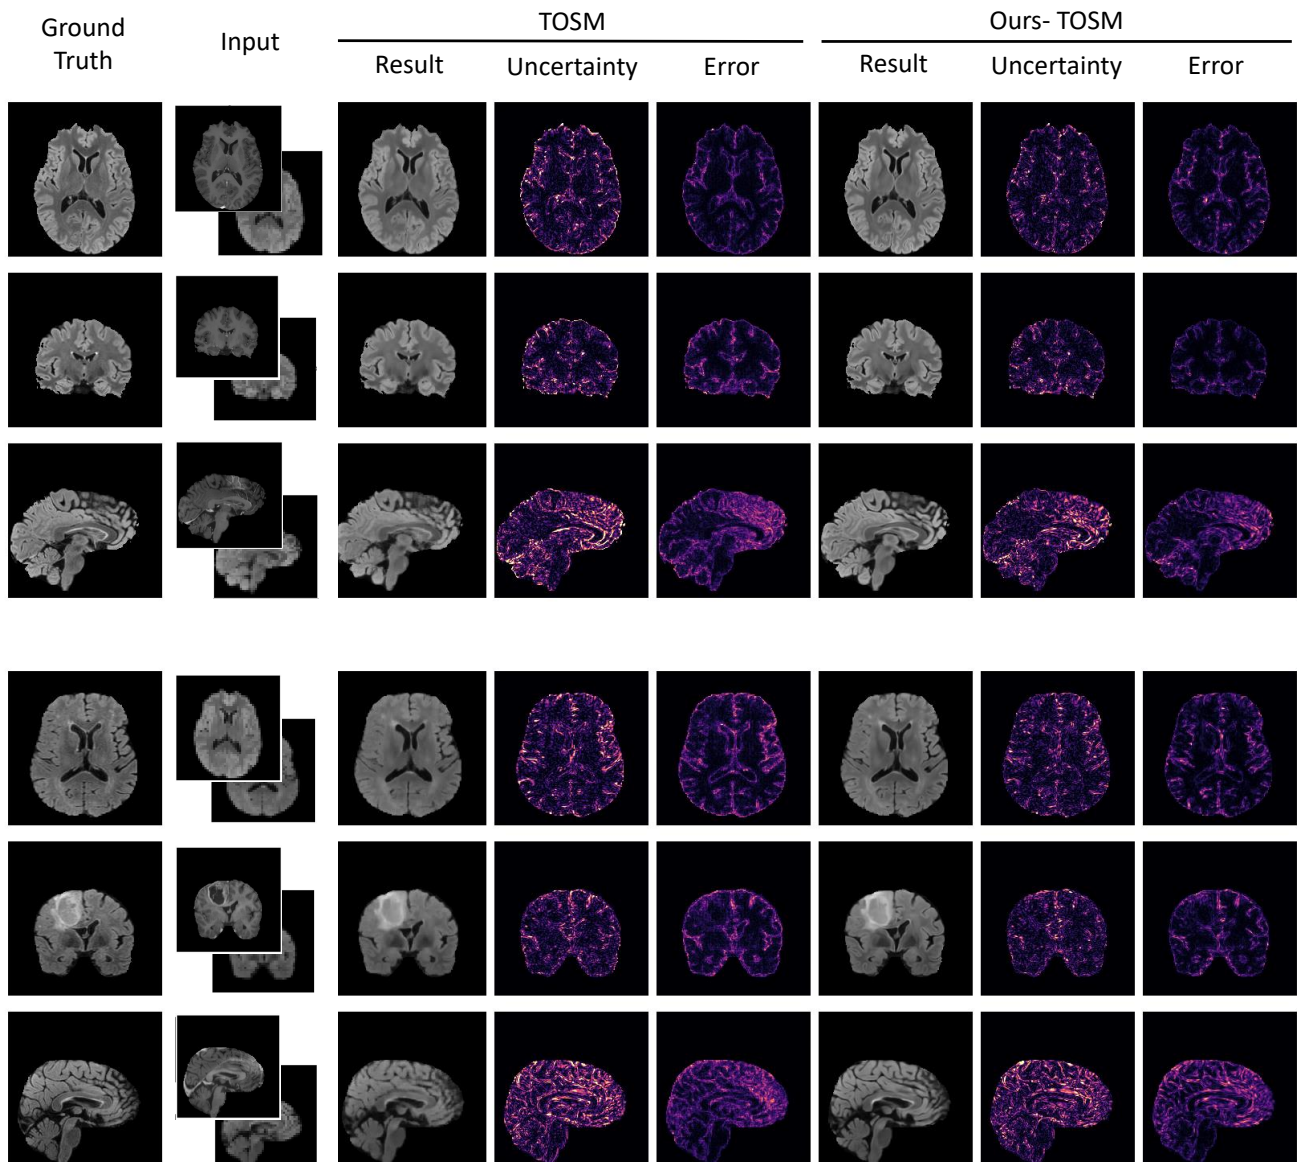 Ground
Truth
Input
TOSM
Ours- TOSM
Result
Uncertainty
Error
Result
Uncertainty
Error